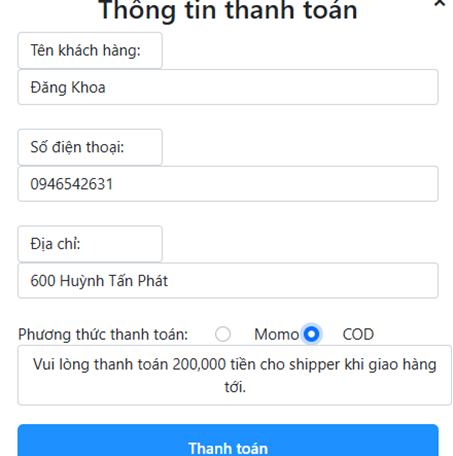 Thông tin thanh toán
Tên khách hàng:
Đăng Khoa
Số điện thoại:
0946542631
Địa chỉ:
600 Huỳnh Tấn Phát
Phương thức thanh toán: Momo COD
Vui lòng thanh toán 200,000 tiền cho shipper khi giao hàng
tới.
Thanh toán